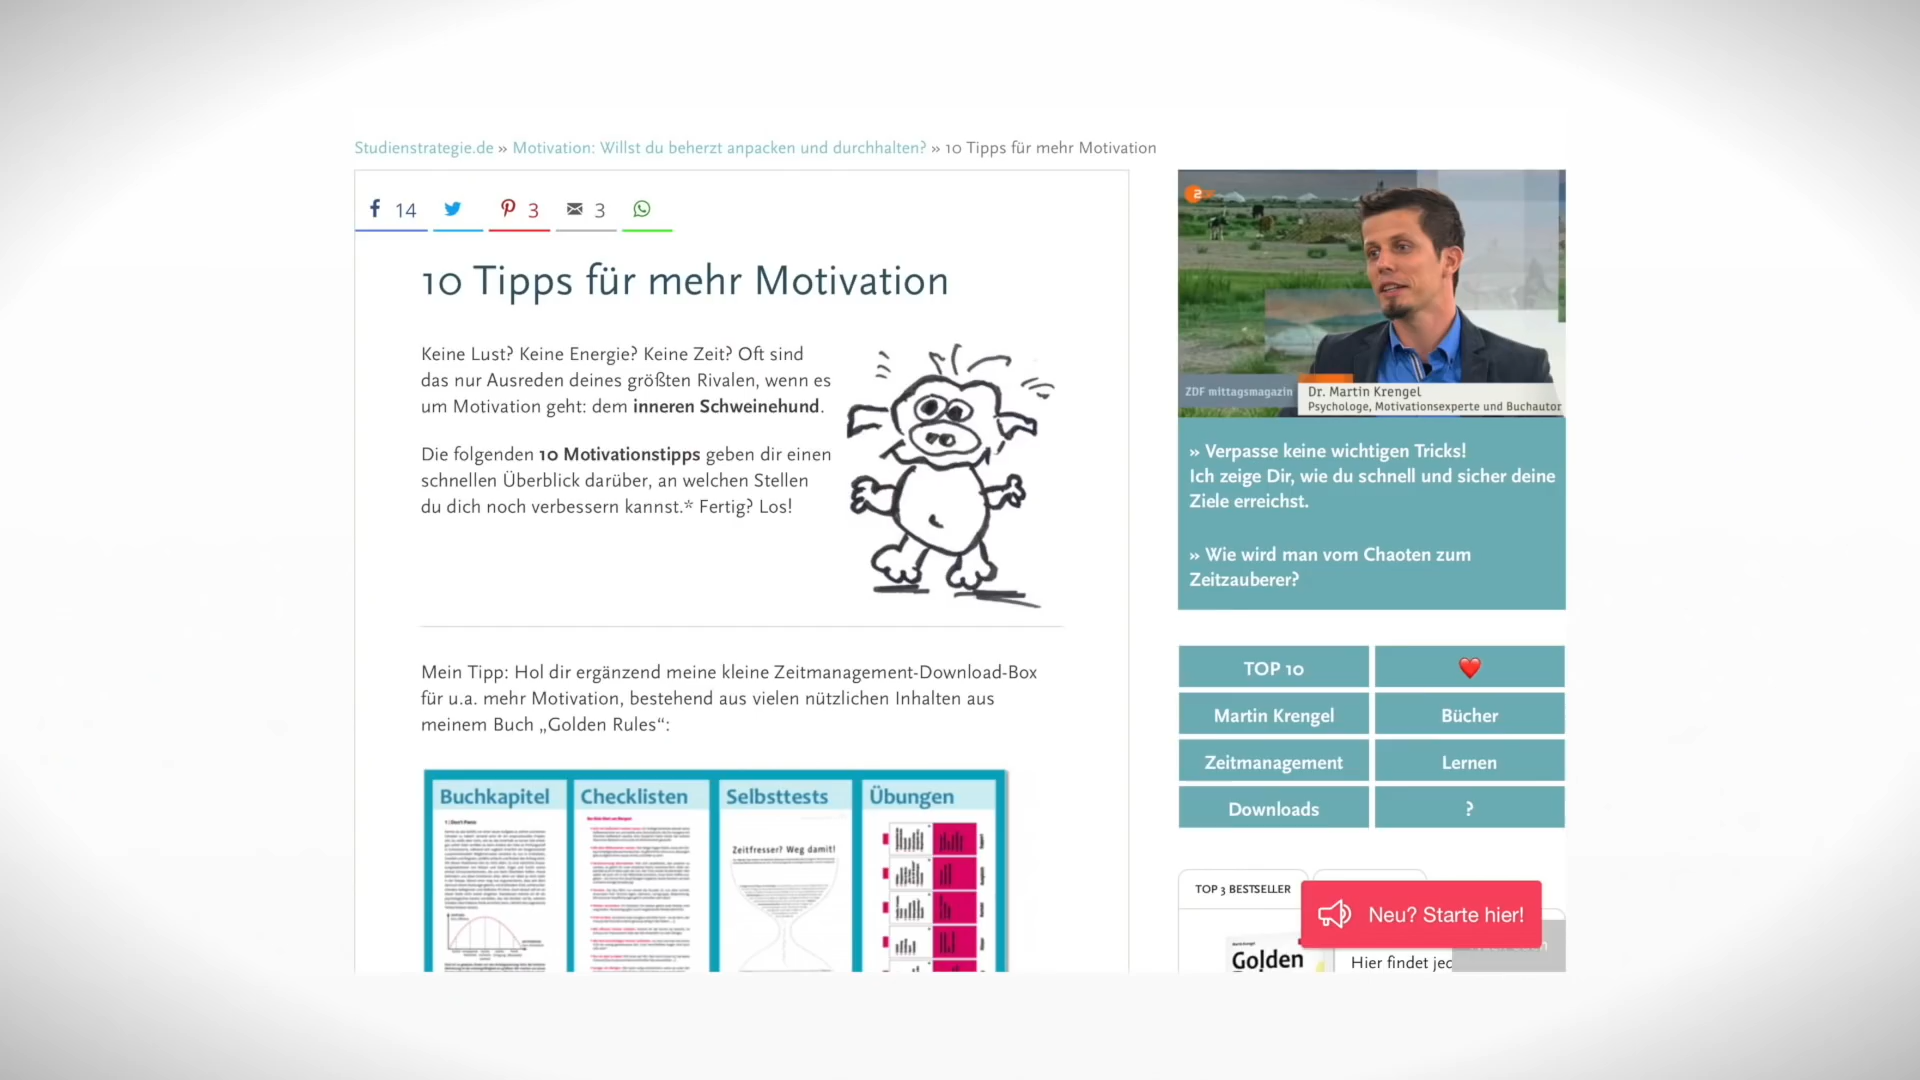 Studienstrategie.de » Motivation: Willst du beherzt anpacken und durchhalten? » 10 Tipps für mehr Motivation
14
3
3
10 Tipps für mehr Motivation
Keine Lust? Keine Energie? Keine Zeit? Oft sind
das nur Ausreden deines größten Rivalen, wenn es
um Motivation geht: dem inneren Schweinehund.
Die folgenden 10 Motivationstipps geben dir einen
schnellen Überblick darüber, an welchen Stellen
du dich noch verbessern kannst.* Fertig? Los!
Mein Tipp: Hol dir ergänzend meine kleine Zeitmanagement-Download-Box
für u.a. mehr Motivation, bestehend aus vielen nützlichen Inhalten aus
meinem Buch „Golden Rules“:
Buchkapitel
Checklisten
Selbsttests
Übungen
Zeitfresser? Weg damit!
ZDF mittagsmagazin
Dr. Martin Krengel
Psychologe, Motivationsexperte und Buchautor
» Verpasse keine wichtigen Tricks!
Ich zeige Dir, wie du schnell und sicher deine
Ziele erreichst.
» Wie wird man vom Chaoten zum
Zeitzauberer?
TOP 10
Martin Krengel
Bücher
Zeitmanagement
Lernen
Downloads
?
TOP 3 BESTSELLER
Neu? Starte hier!
Golden
Hier findet